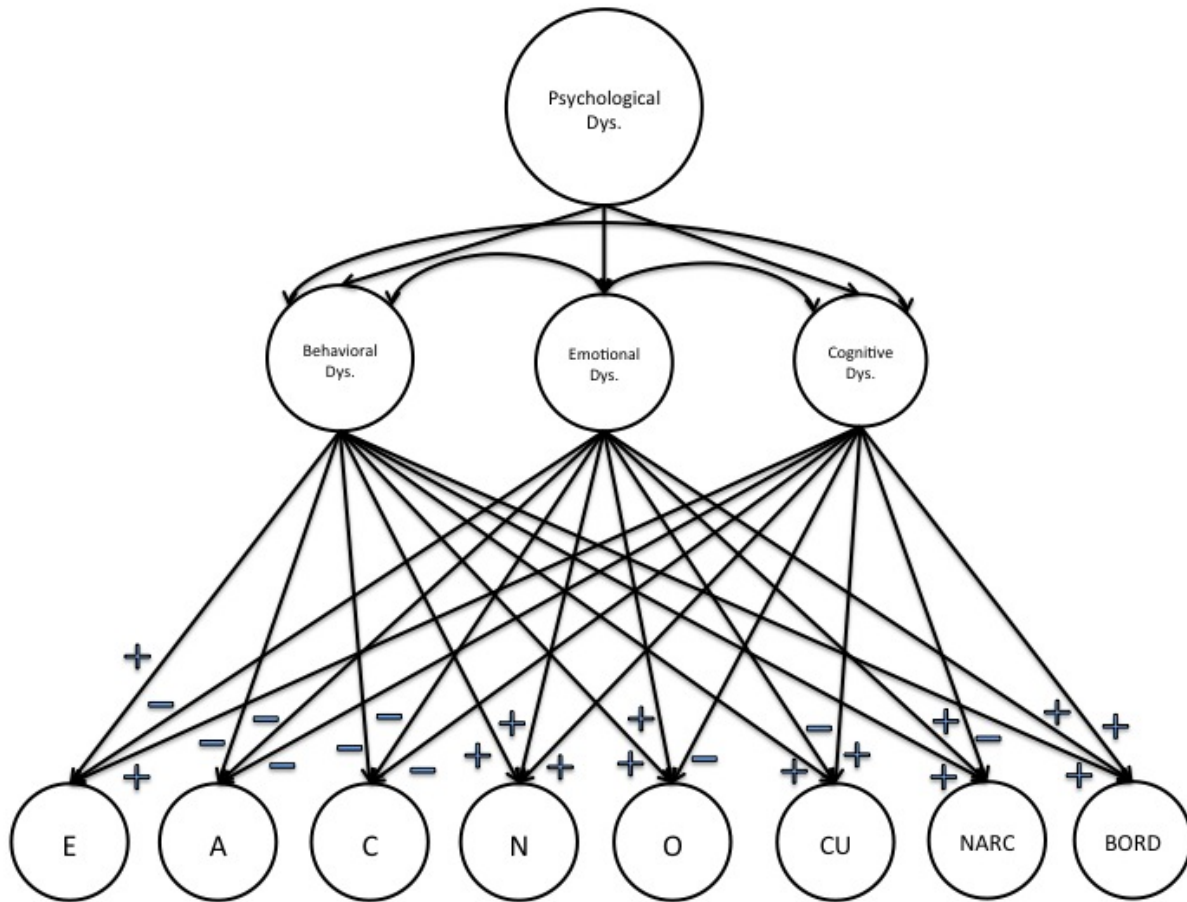 Psychological
Dys.
Behavioral
Dys.
Emotional
Dys.
Cognitive
Dys.
+
−
+
−
−
−
−
−
−
+
+
+
+
+
−
−
+
+
+
−
+
+
+
+
E
A
C
N
O
CU
NARC
BORD